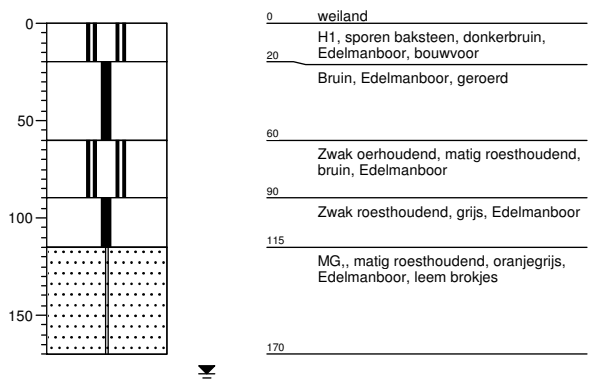 0
50
100
150
0 weiland
H1, sporen baksteen, donkerbruin,
Edelmanboor, bouwvoor
20
Bruin, Edelmanboor, geroerd
60
Zwak oerhoudend, matig roesthoudend,
bruin, Edelmanboor
90
Zwak roesthoudend, grijs, Edelmanboor
115
MG,, matig roesthoudend, oranjegrijs,
Edelmanboor, leem brokjes
170